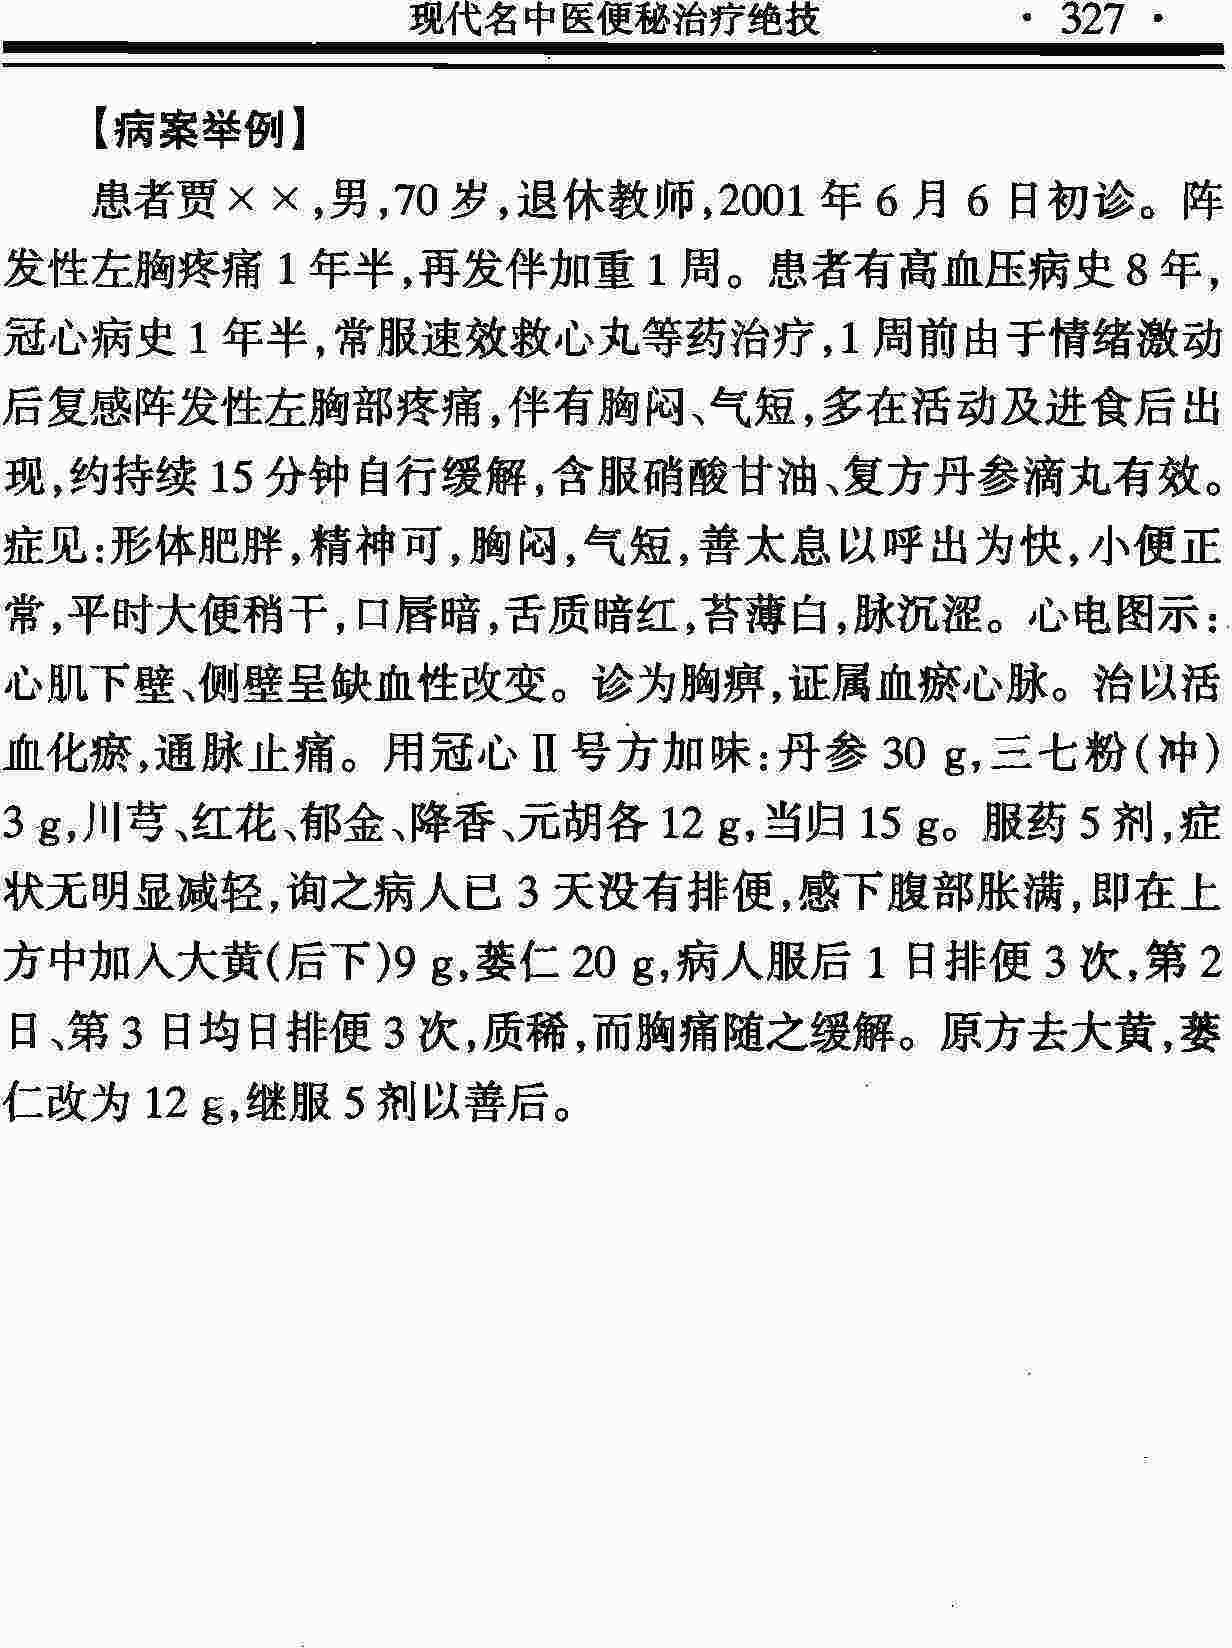 现代名中医便秘治疗绝技 · 327 ·
【病案举例】
患者贾××,男,70岁,退休教师,2001年6月6日初诊。阵
发性左胸疼痛1年半,再发伴加重1周。患者有高血压病史8年,
冠心病史1年半,常服速效救心丸等药治疗,1周前由于情绪激动
后复感阵发性左胸部疼痛,伴有胸闷、气短,多在活动及进食后出
现,约持续15分钟自行缓解,含服硝酸甘油、复方丹参滴丸有效。
症见:形体肥胖,精神可,胸闷,气短,善太息以呼出为快,小便正
常,平时大便稍干,口唇暗,舌质暗红,苔薄白,脉沉涩。心电图示:
心肌下壁、侧壁呈缺血性改变。诊为胸痹,证属血瘀心脉。治以活
血化瘀,通脉止痛。用冠心Ⅱ号方加味:丹参30 g,三七粉(冲)
3 g,川芎、红花、郁金、降香、元胡各12 g,当归15 g。服药5剂,症
状无明显减轻,询之病人已3天没有排便,感下腹部胀满,即在上
方中加入大黄(后下)9 g,蒌仁20 g,病人服后1日排便3次,第2
日、第3日均日排便3次,质稀,而胸痛随之缓解。原方去大黄,蒌
仁改为12 g,继服5剂以善后。